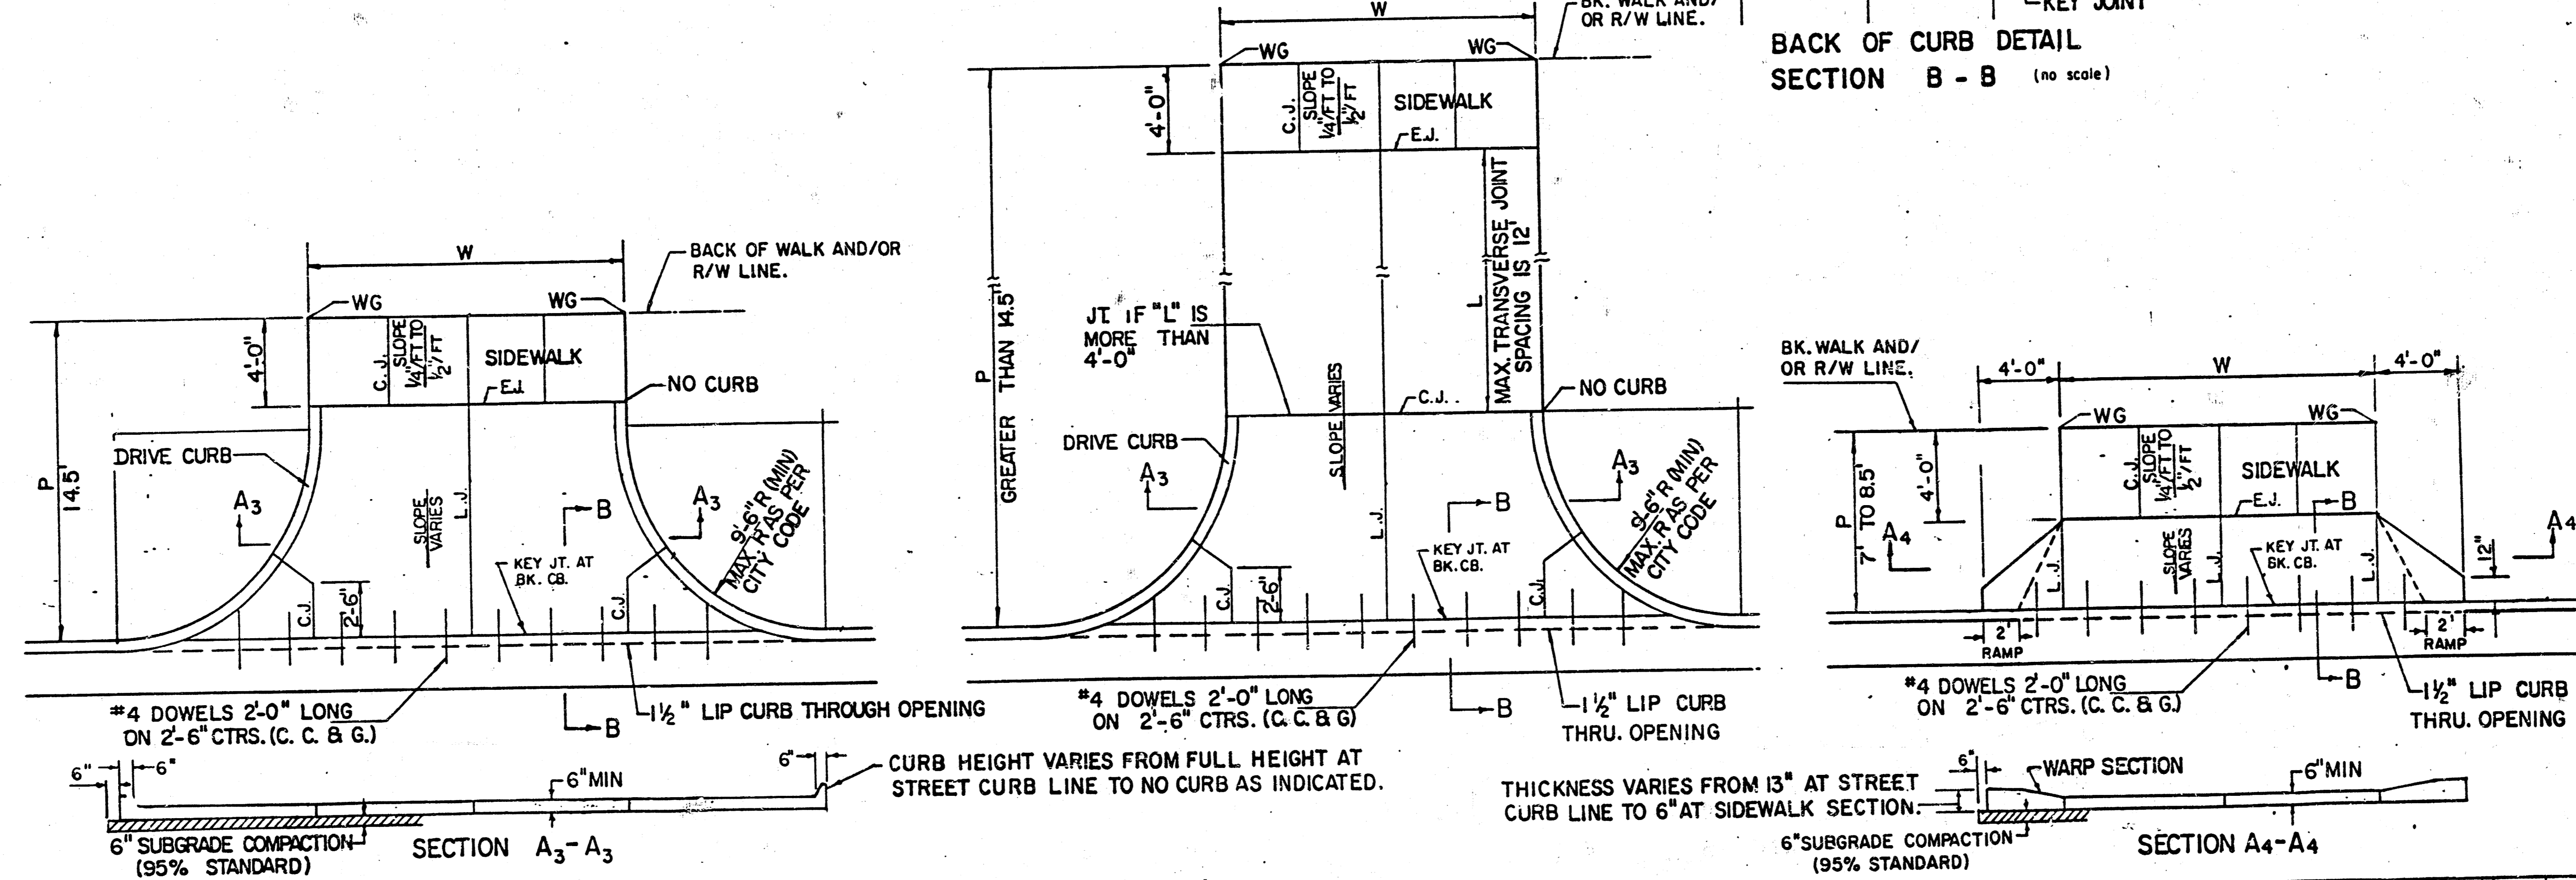 W
BACK OF WALK AND/OR
R/W LINE.
WG
WG
P
14.5'
4'-0"
C.J.
SLOPE
1/4"/FT TO
1/2"/FT
SIDEWALK
E.J.
NO CURB
DRIVE CURB
A3
A3
SLOPE
VARIES
L.J.
B
9'-6" R (MIN)
MAX. R AS PER
CITY CODE
KEY JT. AT
BK. CB.
C.J.
2'-6"
C.J.
#4 DOWELS 2'-0" LONG
ON 2'-6" CTRS. (C. C. & G.)
B
1 1/2" LIP CURB THROUGH OPENING
6"
6"
6" MIN
6"
CURB HEIGHT VARIES FROM FULL HEIGHT AT
STREET CURB LINE TO NO CURB AS INDICATED.
6" SUBGRADE COMPACTION
(95% STANDARD)
SECTION A3-A3
W
BK. WALK AND/
OR R/W LINE.
WG
WG
P
GREATER THAN 14.5'
4'-0"
C.J.
SLOPE
1/4"/FT TO
1/2"/FT
SIDEWALK
E.J.
L
MAX. TRANSVERSE JOINT
SPACING IS 12'
JT. IF "L" IS
MORE THAN
4'-0"
SLOPE VARIES
C.J.
NO CURB
DRIVE CURB
A3
A3
B
L.J.
9'-6" R (MIN)
MAX. R AS PER
CITY CODE
KEY JT. AT
BK. CB.
C.J.
2'-6"
C.J.
#4 DOWELS 2'-0" LONG
ON 2'-6" CTRS. (C. C. & G)
B
1 1/2" LIP CURB
THRU. OPENING
KEY JOINT
BACK OF CURB DETAIL
SECTION B - B (no scale)
BK. WALK AND/
OR R/W LINE.
4'-0"
W
4'-0"
WG
WG
P
7' TO 8.5'
4'-0"
C.J.
SLOPE
1/4"/FT TO
1/2"/FT
SIDEWALK
E.J.
B
A4
A4
L.J.
SLOPE
VARIES
L.J.
KEY JT. AT
BK. CB.
L.J.
12"
2'
RAMP
2'
RAMP
#4 DOWELS 2'-0" LONG
ON 2'-6" CTRS. (C. C. & G.)
B
1 1/2" LIP CURB
THRU. OPENING
6"
WARP SECTION
6" MIN
THICKNESS VARIES FROM 13" AT STREET
CURB LINE TO 6" AT SIDEWALK SECTION.
6" SUBGRADE COMPACTION
(95% STANDARD)
SECTION A4-A4